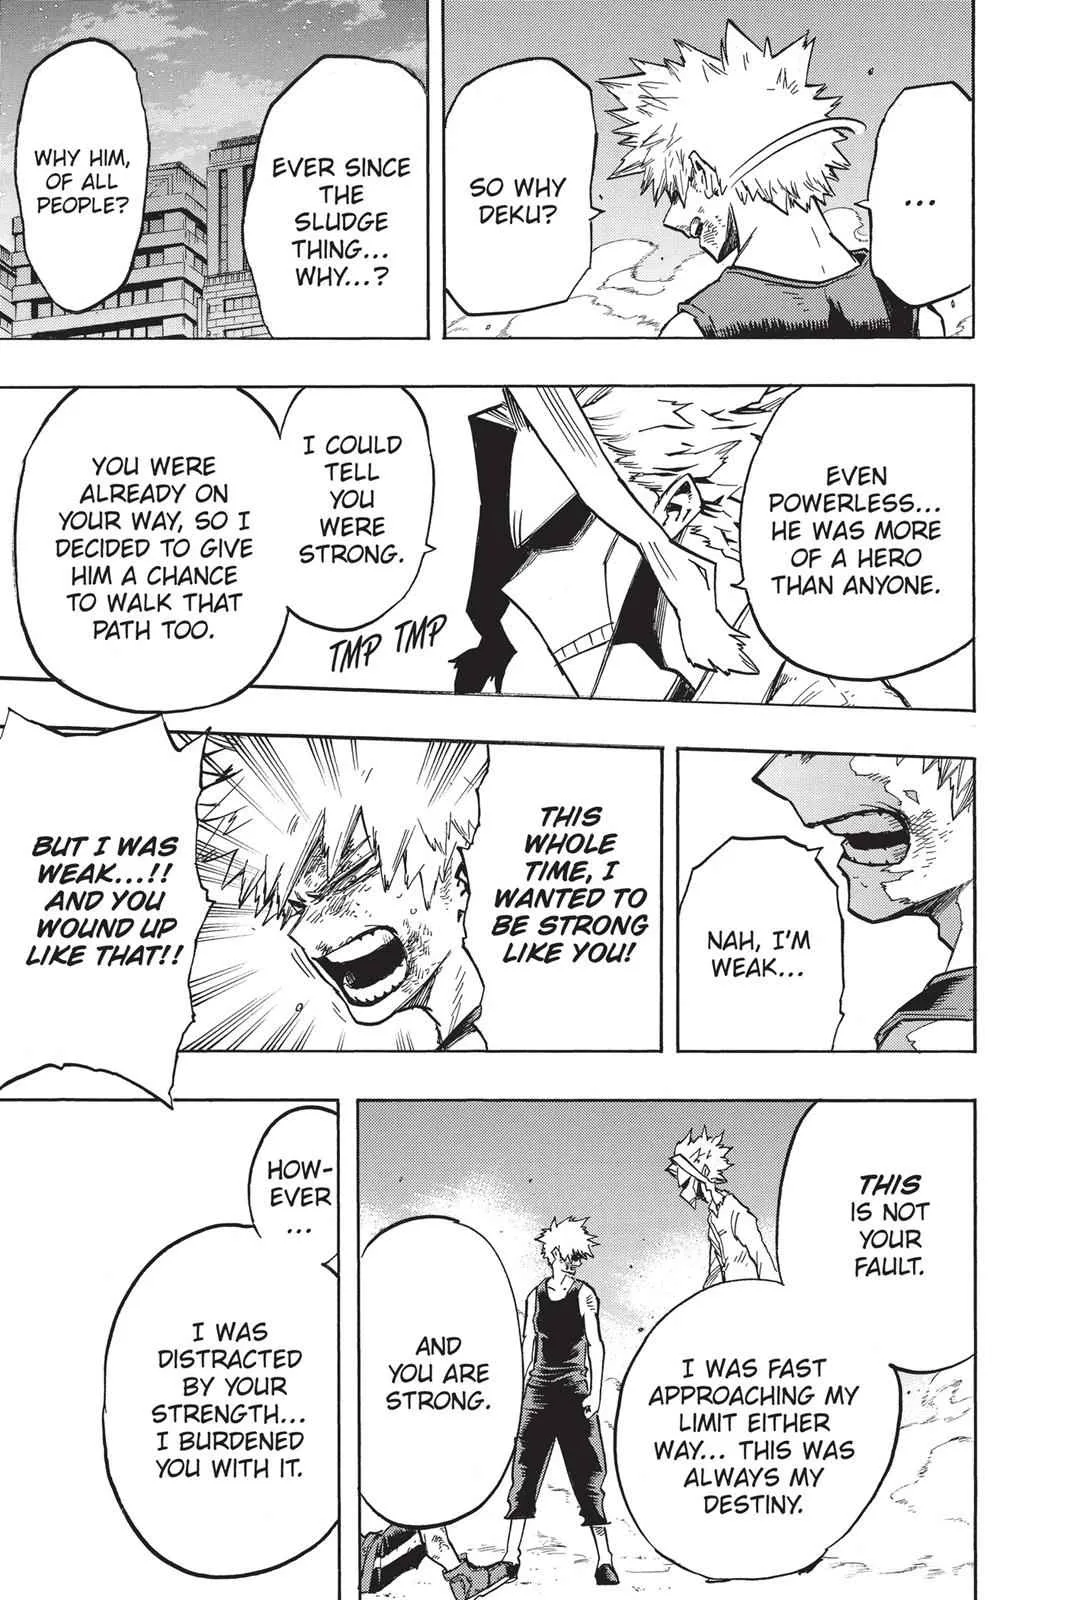 ...
SO WHY
DEKU?
EVER SINCE
THE
SLUDGE
THING...
WHY...?
WHY HIM,
OF ALL
PEOPLE?
EVEN
POWERLESS...
HE WAS MORE
OF A HERO
THAN ANYONE.
I COULD
TELL
YOU
WERE
STRONG.
TMP TMP
YOU WERE
ALREADY ON
YOUR WAY, SO I
DECIDED TO GIVE
HIM A CHANCE
TO WALK THAT
PATH TOO.
NAH, I'M
WEAK...
THIS
WHOLE
TIME, I
WANTED TO
BE STRONG
LIKE YOU!
BUT I WAS
WEAK...!!
AND YOU
WOUND UP
LIKE THAT!!
THIS
IS NOT
YOUR
FAULT.
I WAS FAST
APPROACHING MY
LIMIT EITHER
WAY... THIS WAS
ALWAYS MY
DESTINY.
AND
YOU ARE
STRONG.
HOW-
EVER
...
I WAS
DISTRACTED
BY YOUR
STRENGTH...
I BURDENED
YOU WITH IT.